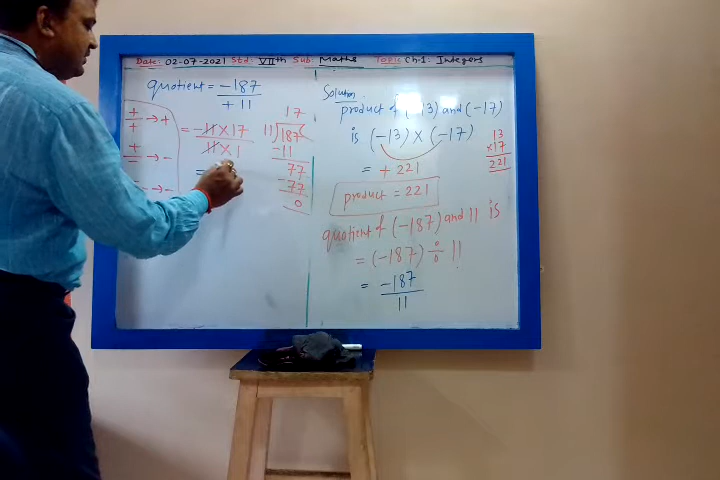 Date: 02-07-2021 Std: VIIth Sub: Maths Topic Ch-1: Integers
quotient = -187 / +11
+/+ → +
+/- → -
→ -
= -11 × 17 / 11 × 1
=
17
11) 187
-11
77
-77
0
Solution
product of (-13) and (-17)
is (-13) × (-17)
= + 221
product = 221
13
×17
221
quotient of (-187) and 11 is
= (-187) ÷ 11
= -187 / 11